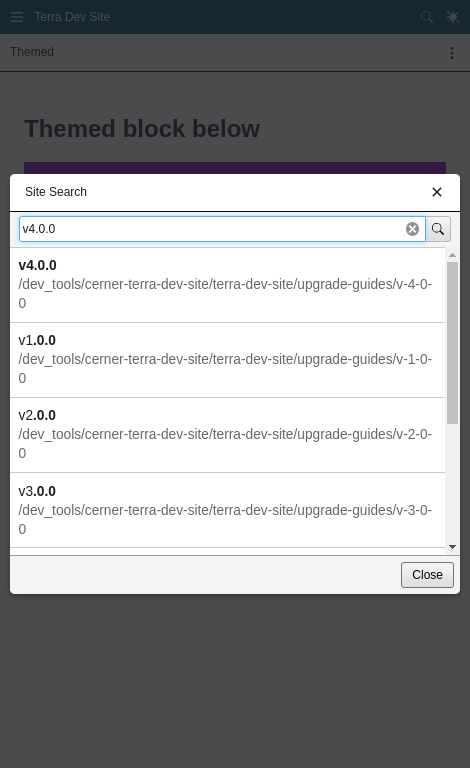 Terra Dev Site
Themed
Themed block below
Site Search
v4.0.0
v4.0.0
/dev_tools/cerner-terra-dev-site/terra-dev-site/upgrade-guides/v-4-0-
0
v1.0.0
/dev_tools/cerner-terra-dev-site/terra-dev-site/upgrade-guides/v-1-0-
0
v2.0.0
/dev_tools/cerner-terra-dev-site/terra-dev-site/upgrade-guides/v-2-0-
0
v3.0.0
/dev_tools/cerner-terra-dev-site/terra-dev-site/upgrade-guides/v-3-0-
0
Close